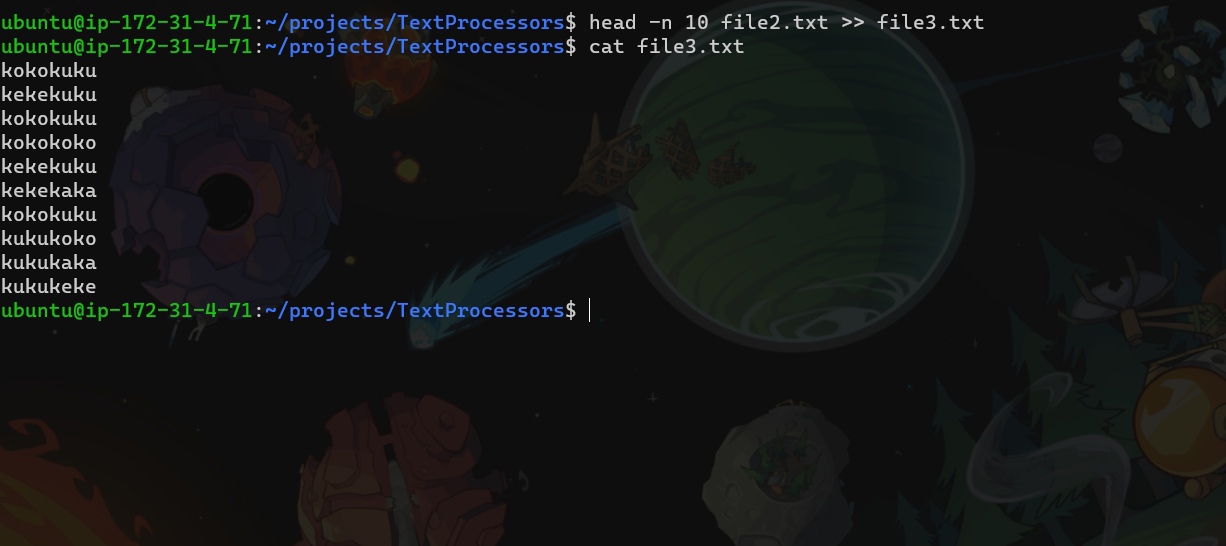 ubuntu@ip-172-31-4-71:~/projects/TextProcessors$ head -n 10 file2.txt >> file3.txt
ubuntu@ip-172-31-4-71:~/projects/TextProcessors$ cat file3.txt
kokokuku
kekekuku
kokokuku
kokokoko
kekekuku
kekekaka
kokokuku
kukukoko
kukukaka
kukukeke
ubuntu@ip-172-31-4-71:~/projects/TextProcessors$